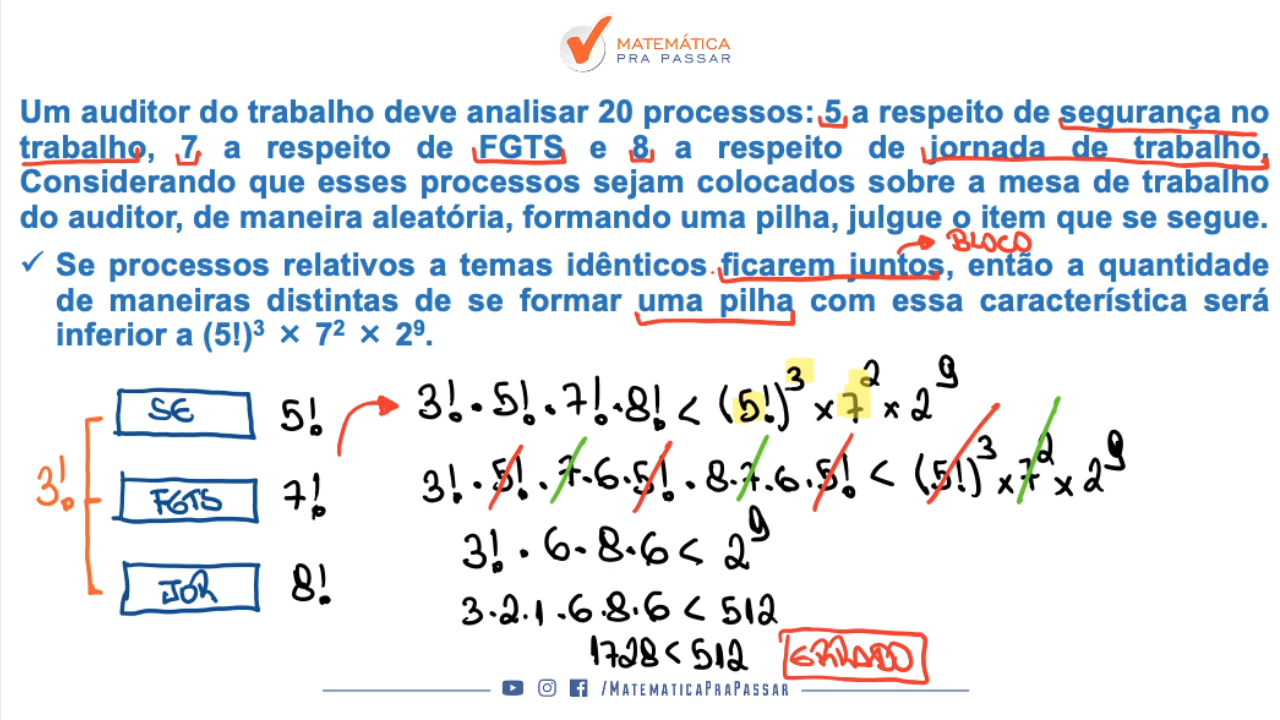 MATEMÁTICA
PRA PASSAR
Um auditor do trabalho deve analisar 20 processos: 5 a respeito de segurança no
trabalho, 7 a respeito de FGTS e 8 a respeito de jornada de trabalho.
Considerando que esses processos sejam colocados sobre a mesa de trabalho
do auditor, de maneira aleatória, formando uma pilha, julgue o item que se segue.
BLOCO
✓ Se processos relativos a temas idênticos ficarem juntos, então a quantidade
de maneiras distintas de se formar uma pilha com essa característica será
inferior a (5!)³ × 7² × 2⁹.
3!
SE 5!
FGTS 7!
JOR 8!
3! · 5! · 7! · 8! < (5!)³ × 7² × 2⁹
3! · 5! · 7 · 6 · 5! · 8 · 7 · 6 · 5! < (5!)³ × 7² × 2⁹
3! · 6 · 8 · 6 < 2⁹
3 · 2 · 1 · 6 · 8 · 6 < 512
1728 < 512 ERRADO
/MATEMATICAPRAPASSAR